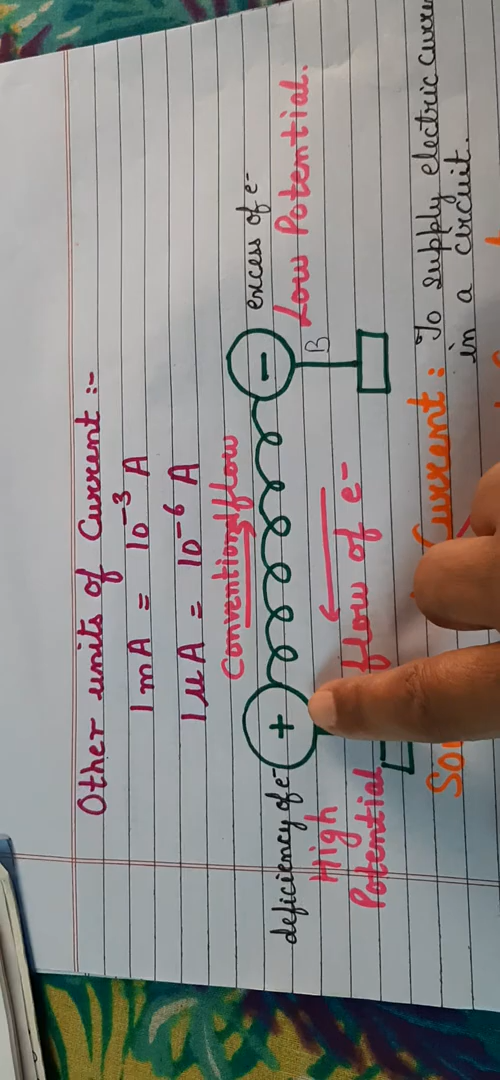 Other units of Current :-
1 mA = 10⁻³ A
1 μA = 10⁻⁶ A
Conventional flow
deficiency of e⁻
+
-
excess of e⁻
High
Potential
Low Potential.
B
flow of e-
Current : To supply electric
in a circuit.